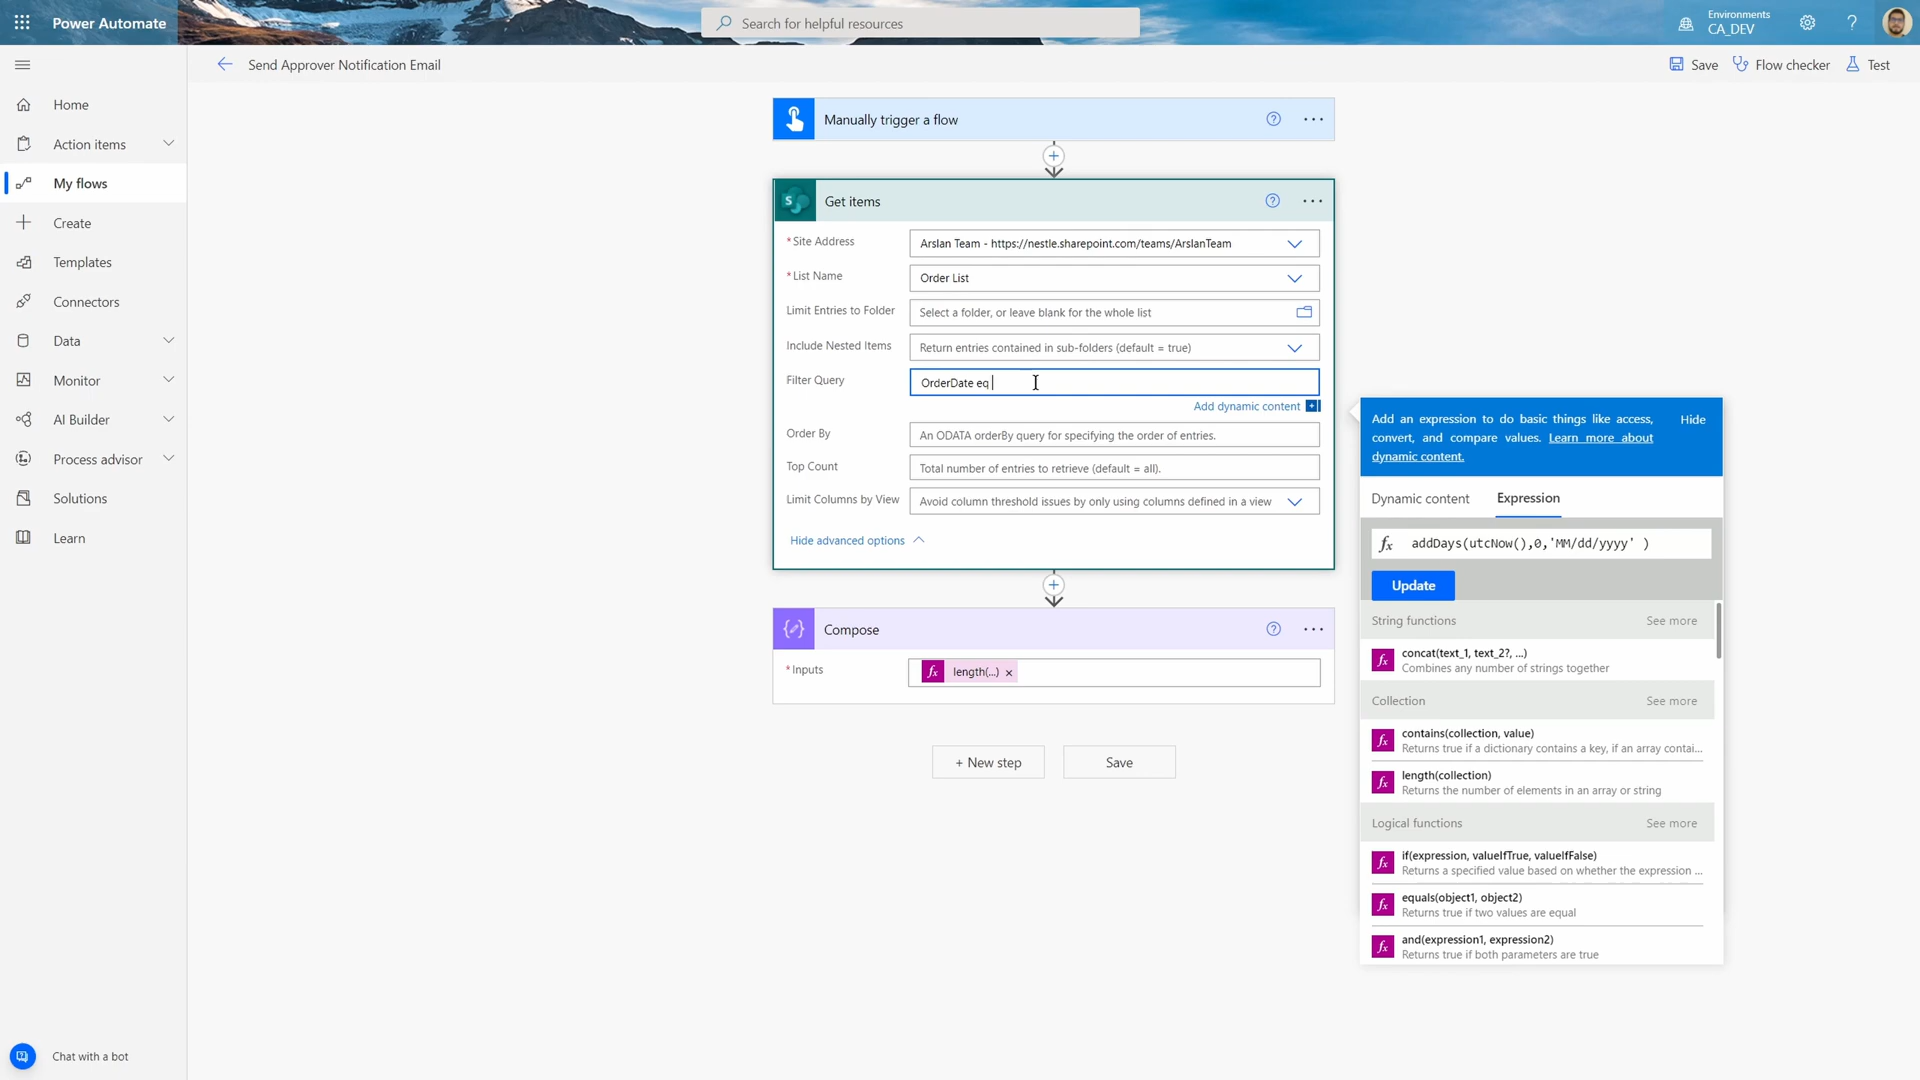 Power Automate
Search for helpful resources
Environments
CA_DEV
?
Send Approver Notification Email
Save
Flow checker
Test
Home
Action items
My flows
Create
Templates
Connectors
Data
Monitor
AI Builder
Process advisor
Solutions
Learn
Chat with a bot
Manually trigger a flow
Get items
* Site Address
Arslan Team - https://nestle.sharepoint.com/teams/ArslanTeam
* List Name
Order List
Limit Entries to Folder
Select a folder, or leave blank for the whole list
Include Nested Items
Return entries contained in sub-folders (default = true)
Filter Query
OrderDate eq
Add dynamic content
Order By
An ODATA orderBy query for specifying the order of entries.
Top Count
Total number of entries to retrieve (default = all).
Limit Columns by View
Avoid column threshold issues by only using columns defined in a view
Hide advanced options
Compose
* Inputs
fx length(...) ×
+ New step
Save
Add an expression to do basic things like access,
convert, and compare values. Learn more about
dynamic content.
Hide
Dynamic content
Expression
fx addDays(utcNow(),0,'MM/dd/yyyy' )
Update
String functions
See more
fx concat(text_1, text_2?, ...)
Combines any number of strings together
Collection
See more
fx contains(collection, value)
Returns true if a dictionary contains a key, if an array contai...
fx length(collection)
Returns the number of elements in an array or string
Logical functions
See more
fx if(expression, valueIfTrue, valueIfFalse)
Returns a specified value based on whether the expression ...
fx equals(object1, object2)
Returns true if two values are equal
fx and(expression1, expression2)
Returns true if both parameters are true